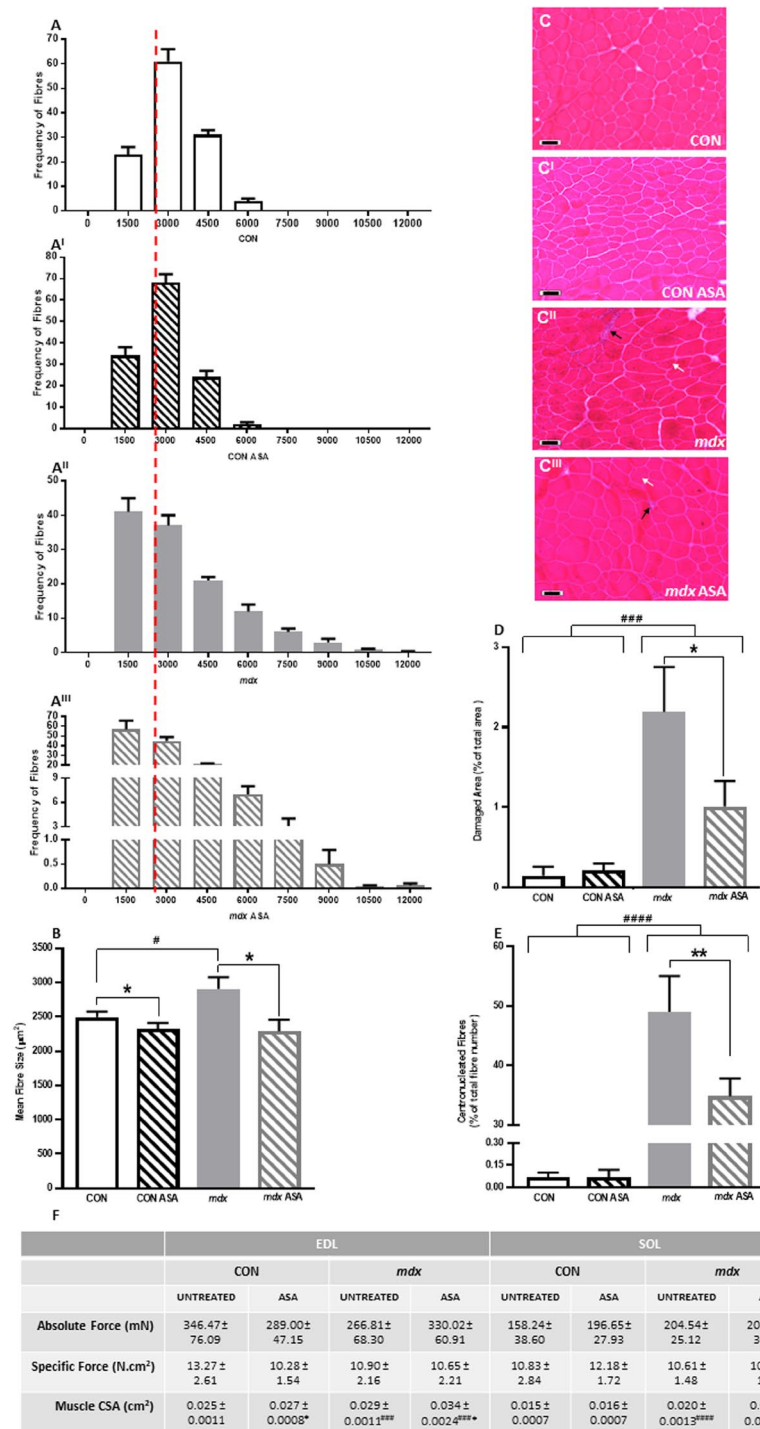 A
Frequency of Fibres
70
60
50
40
30
20
10
0
0 1500 3000 4500 6000 7500 9000 10500 12000
CON
A^I
Frequency of Fibres
80
70
60
50
40
30
20
10
0
0 1500 3000 4500 6000 7500 9000 10500 12000
CON ASA
A^II
Frequency of Fibres
50
40
30
20
10
0
0 1500 3000 4500 6000 7500 9000 10500 12000
mdx
A^III
Frequency of Fibres
70
60
50
40
30
20
9
6
3
1.0
0.5
0.0
0 1500 3000 4500 6000 7500 9000 10500 12000
mdx ASA
B
Mean Fibre Size (μm²)
3500
3000
2500
2000
1500
1000
500
0
#
*
*
CON CON ASA mdx mdx ASA
C
CON
C^I
CON ASA
C^II
mdx
C^III
mdx ASA
D
Damaged Area (% of total area)
3
2
1
0
###
*
CON CON ASA mdx mdx ASA
E
Centronucleated Fibres
(% of total fibre number)
60
50
40
30
0.30
0.15
0.00
####
**
CON CON ASA mdx mdx ASA
F
EDL SOL
CON mdx CON mdx
UNTREATED ASA UNTREATED ASA UNTREATED ASA UNTREATED
Absolute Force (mN) 346.47± 289.00± 266.81± 330.02± 158.24± 196.65± 204.54± 20
76.09 47.15 68.30 60.91 38.60 27.93 25.12 3
Specific Force (N.cm²) 13.27± 10.28± 10.90± 10.65± 10.83± 12.18± 10.61± 10
2.61 1.54 2.16 2.21 2.84 1.72 1.48
Muscle CSA (cm²) 0.025± 0.027± 0.029± 0.034± 0.015± 0.016± 0.020± 0.0
0.0011 0.0008* 0.0011### 0.0024###* 0.0007 0.0007 0.0013#### 0.0